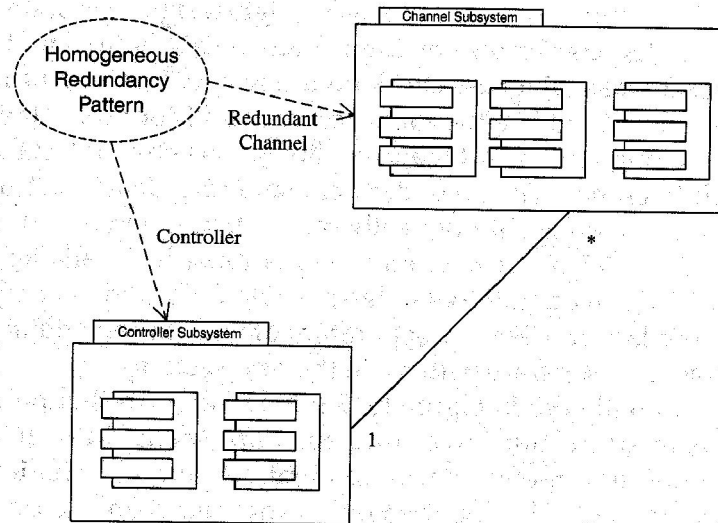 Channel Subsystem
Homogeneous
Redundancy
Pattern
Redundant
Channel
Controller
*
Controller Subsystem
1